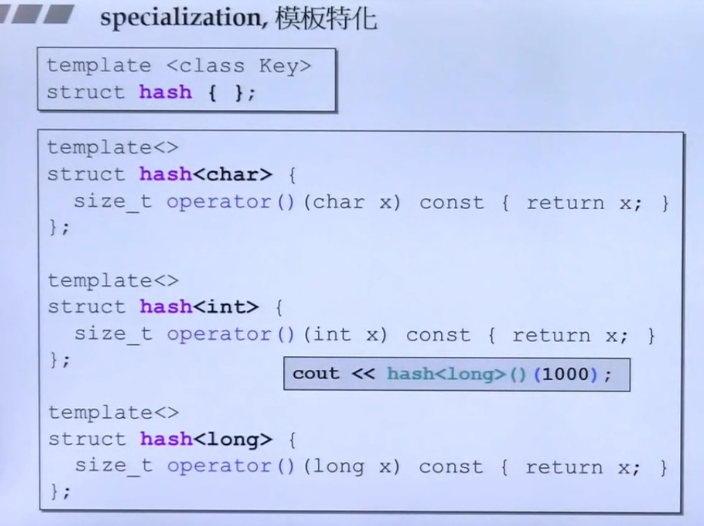 specialization, 模板特化
template <class Key>
struct hash { };
template<>
struct hash<char> {
  size_t operator()(char x) const { return x; }
};
template<>
struct hash<int> {
  size_t operator()(int x) const { return x; }
};
cout << hash<long>()(1000);
template<>
struct hash<long> {
  size_t operator()(long x) const { return x; }
};